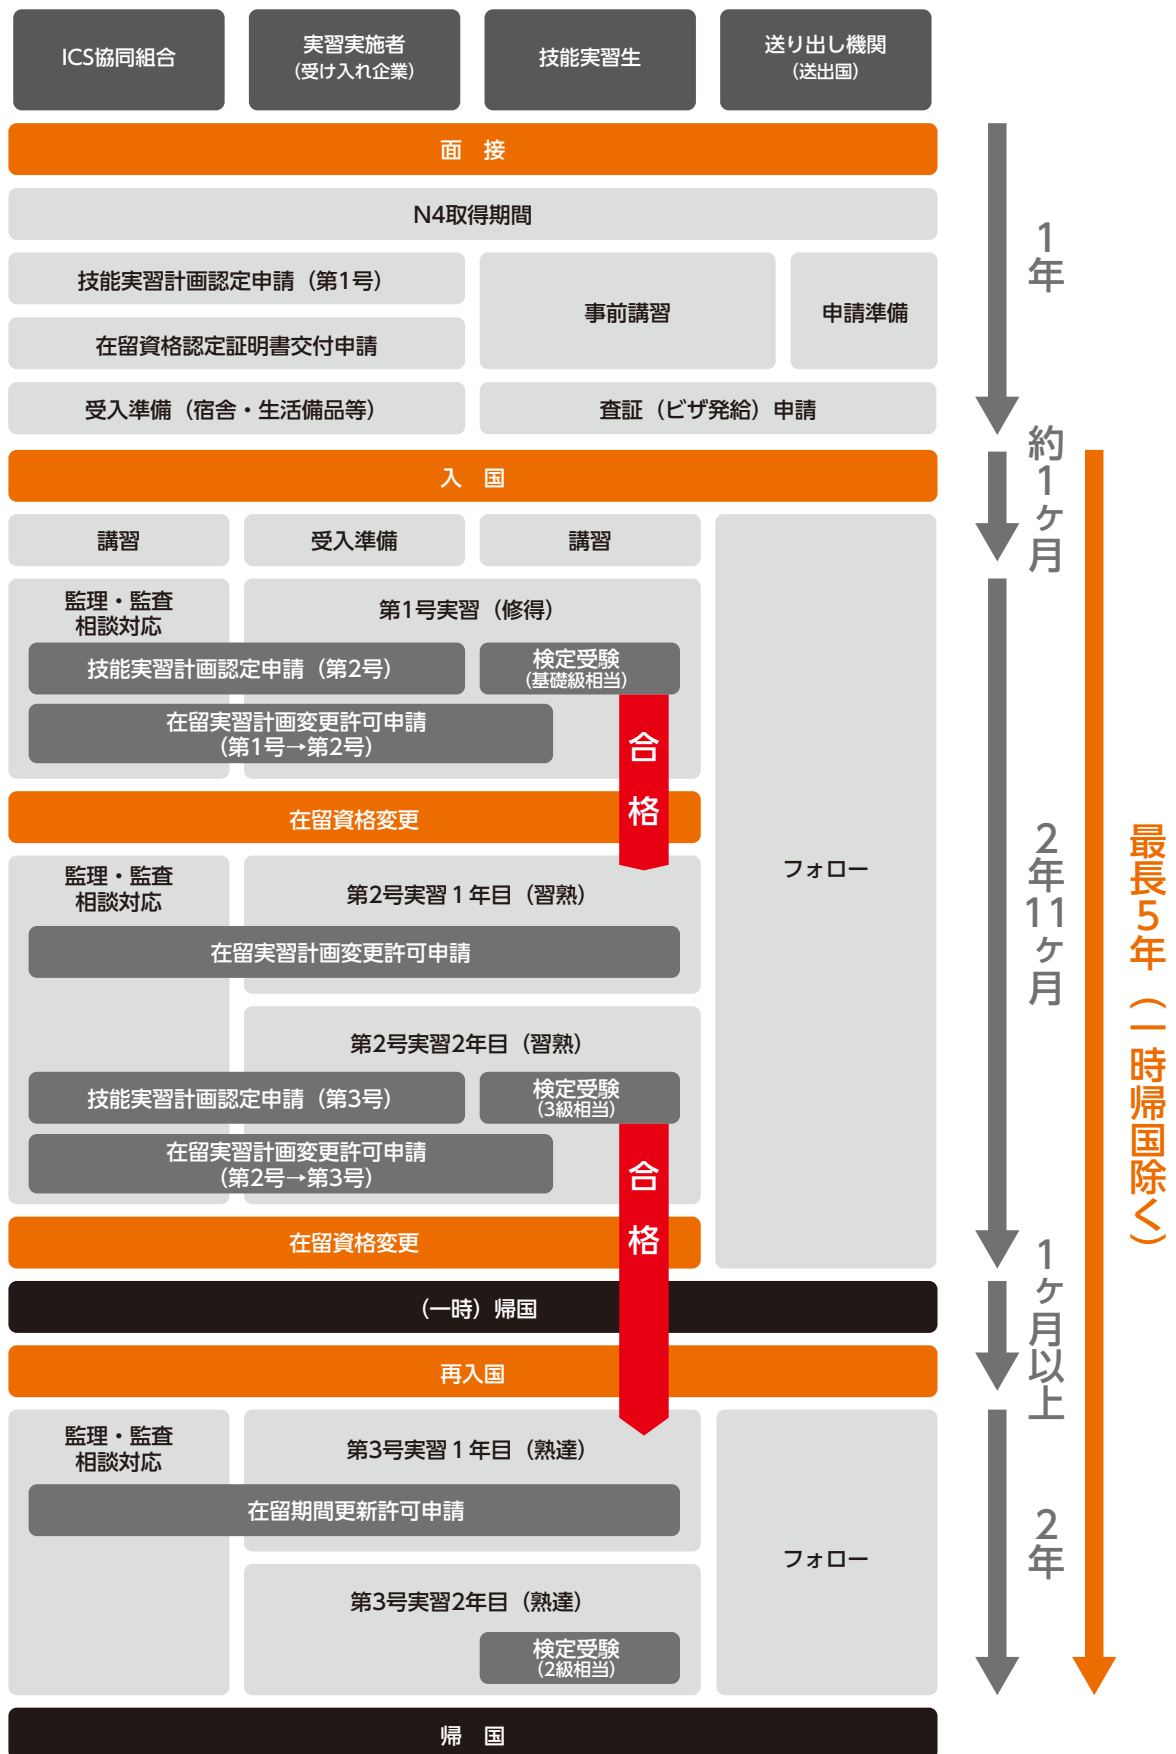 ICS協同組合
実習実施者
（受け入れ企業）
技能実習生
送り出し機関
（送出国）
面　接
N4取得期間
技能実習計画認定申請（第1号）
在留資格認定証明書交付申請
事前講習
申請準備
受入準備（宿舎・生活備品等）
査証（ビザ発給）申請
1年
入　国
約1ヶ月
講習
受入準備
講習
フォロー
監理・監査
相談対応
第1号実習（修得）
技能実習計画認定申請（第2号）
検定受験
（基礎級相当）
在留実習計画変更許可申請
（第1号→第2号）
合格
在留資格変更
監理・監査
相談対応
第2号実習１年目（習熟）
在留実習計画変更許可申請
第2号実習2年目（習熟）
技能実習計画認定申請（第3号）
検定受験
（3級相当）
在留実習計画変更許可申請
（第2号→第3号）
合格
在留資格変更
2年11ヶ月
（一時）帰国
再入国
1ヶ月以上
監理・監査
相談対応
第3号実習１年目（熟達）
在留期間更新許可申請
フォロー
第3号実習2年目（熟達）
検定受験
（2級相当）
2年
最長5年（一時帰国除く）
帰　国